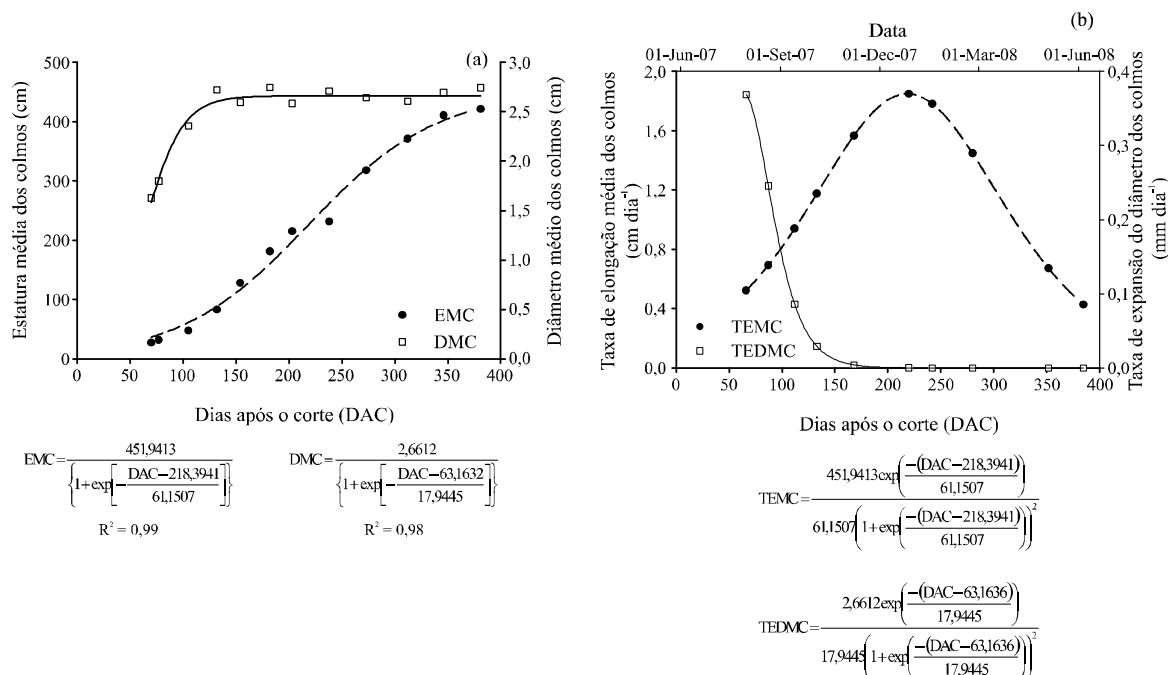 (a)
Estatura média dos colmos (cm)
500
400
300
200
100
0
3,0
2,5
2,0
1,5
1,0
0,5
0,0
Diâmetro médio dos colmos (cm)
EMC
DMC
0 50 100 150 200 250 300 350 400
Dias após o corte (DAC)
EMC=451,9413/{1+exp[-DAC-218,3941/61,1507]}
R² = 0,99
DMC=2,6612/{1+exp[-DAC-63,1632/17,9445]}
R² = 0,98
(b)
Data
01-Jun-07 01-Set-07 01-Dec-07 01-Mar-08 01-Jun-08
Taxa de elongação média dos colmos
(cm dia⁻¹)
2,0
1,6
1,2
0,8
0,4
0,0
0,4
0,3
0,2
0,1
0,0
Taxa de expansão do diâmetro dos colmos
(mm dia⁻¹)
TEMC
TEDMC
0 50 100 150 200 250 300 350 400
Dias após o corte (DAC)
TEMC=451,9413exp(-(DAC-218,3941)/61,1507)/61,1507(1+exp(-(DAC-218,3941)/61,1507))²
TEDMC=2,6612exp(-(DAC-63,1636)/17,9445)/17,9445(1+exp(-(DAC-63,1636)/17,9445))²